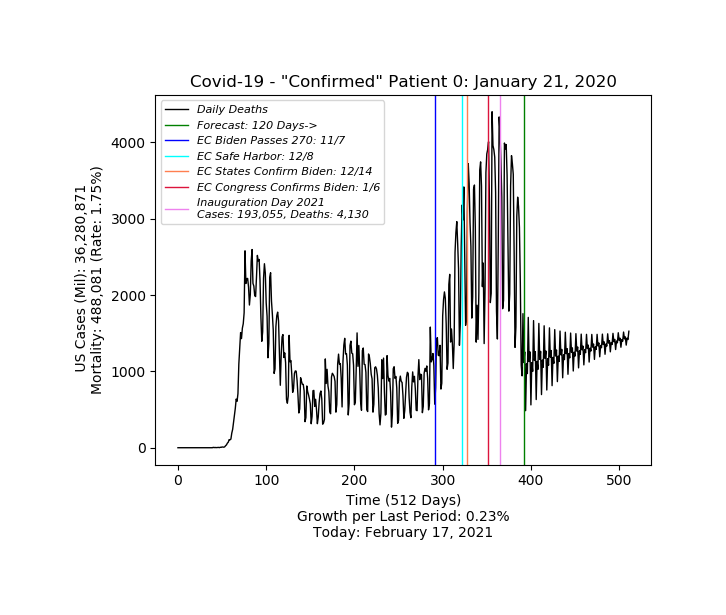 Covid-19 - "Confirmed" Patient 0: January 21, 2020
Daily Deaths
Forecast: 120 Days->
EC Biden Passes 270: 11/7
EC Safe Harbor: 12/8
EC States Confirm Biden: 12/14
EC Congress Confirms Biden: 1/6
Inauguration Day 2021
Cases: 193,055, Deaths: 4,130
US Cases (Mil): 36,280,871
Mortality: 488,081 (Rate: 1.75%)
4000
3000
2000
1000
0
0 100 200 300 400 500
Time (512 Days)
Growth per Last Period: 0.23%
Today: February 17, 2021